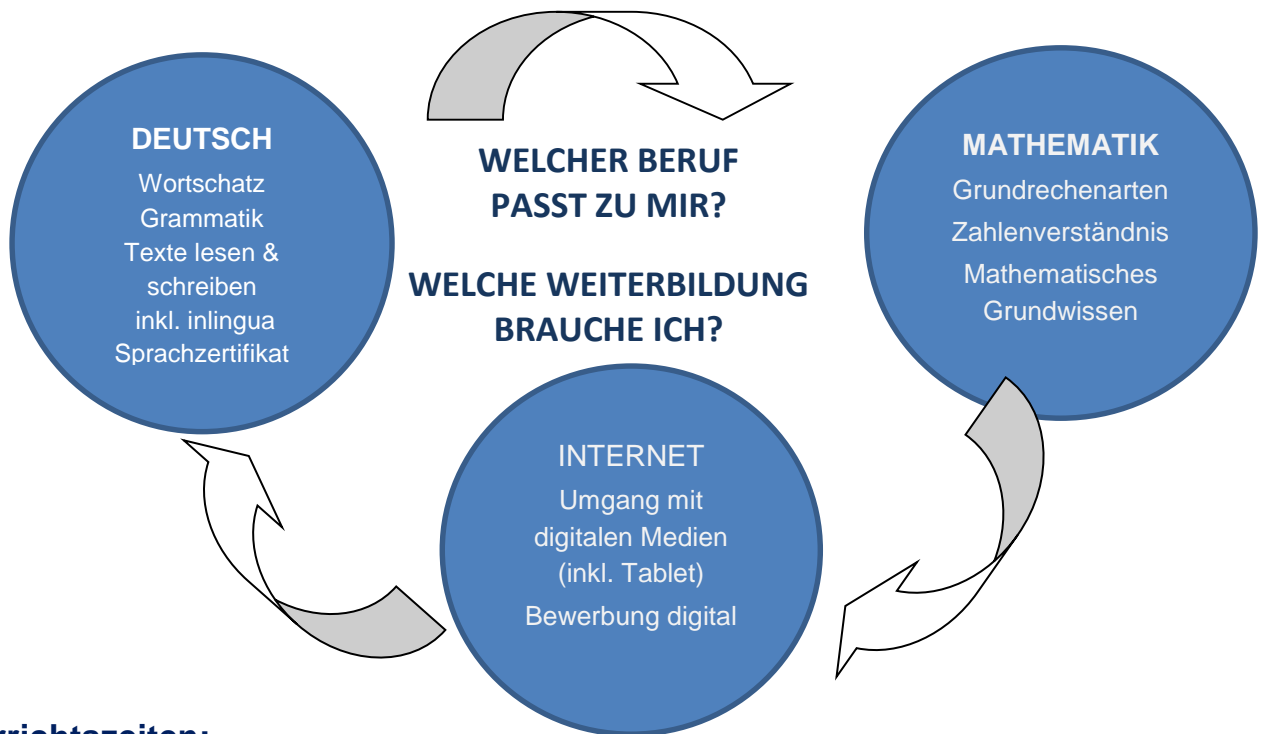 DEUTSCH
Wortschatz
Grammatik
Texte lesen &
schreiben
inkl. inlingua
Sprachzertifikat
WELCHER BERUF
PASST ZU MIR?
WELCHE WEITERBILDUNG
BRAUCHE ICH?
MATHEMATIK
Grundrechenarten
Zahlenverständnis
Mathematisches
Grundwissen
INTERNET
Umgang mit
digitalen Medien
(inkl. Tablet)
Bewerbung digital